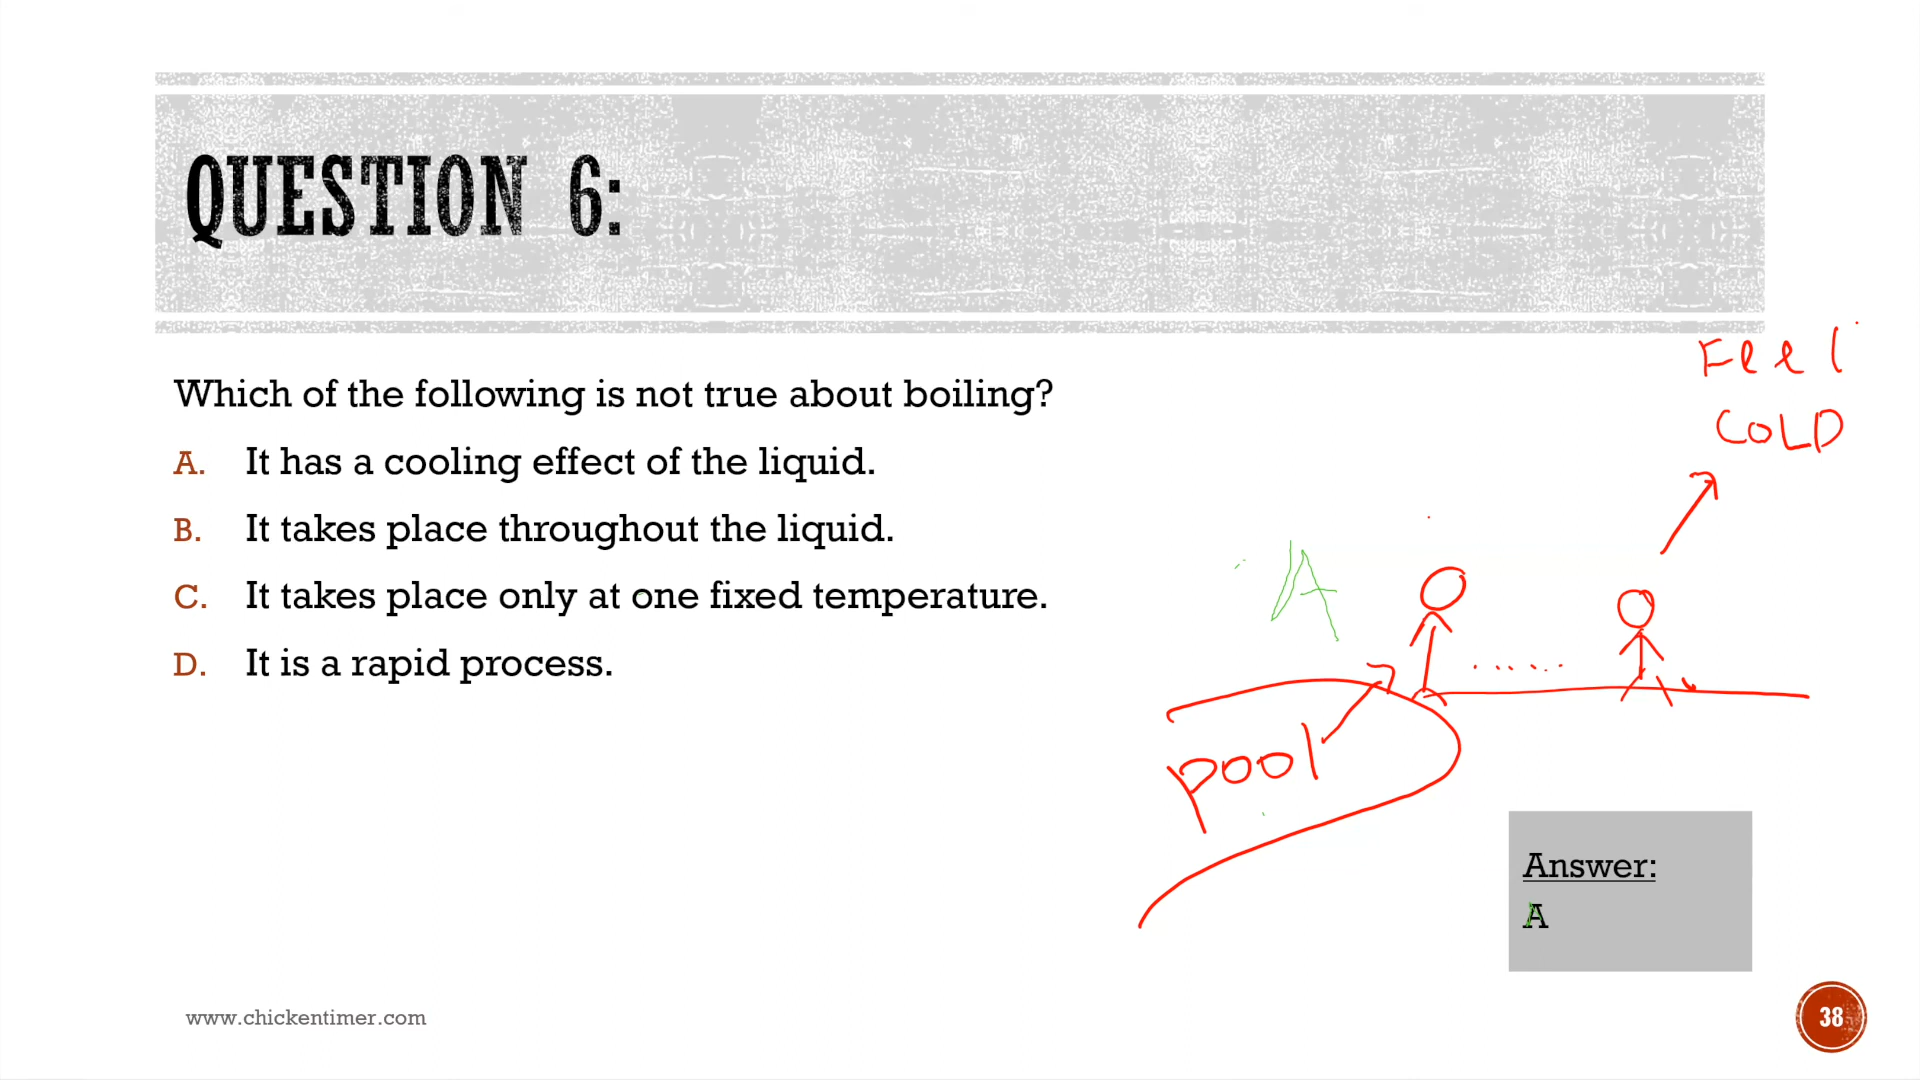 QUESTION 6:
Which of the following is not true about boiling?
A. It has a cooling effect of the liquid.
B. It takes place throughout the liquid.
C. It takes place only at one fixed temperature.
D. It is a rapid process.
Feel
COLD
A
pool
Answer:
A
www.chickentimer.com
38